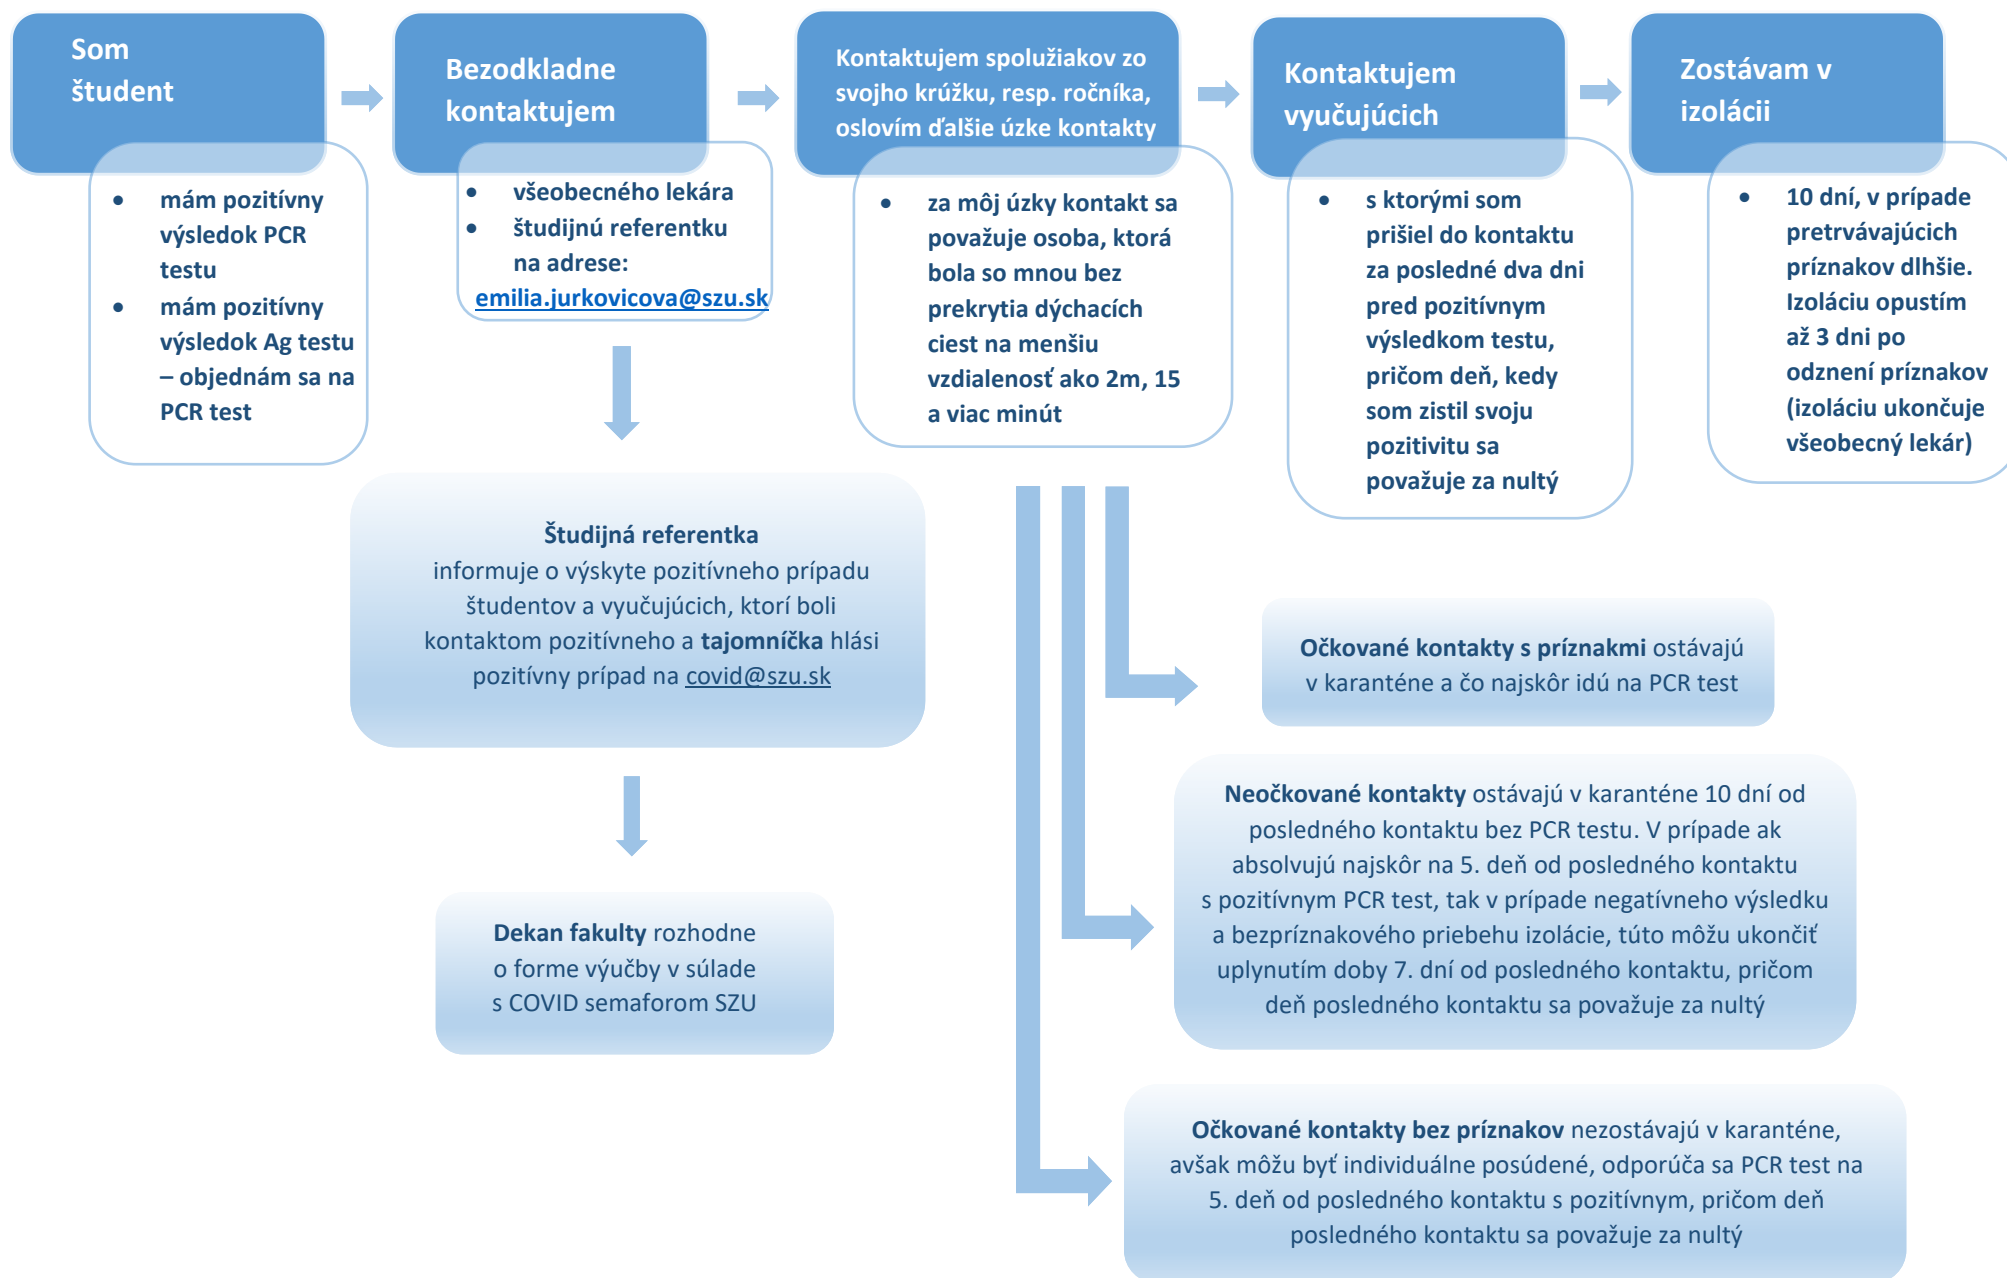 Som
študent
mám pozitívny
výsledok PCR
testu
mám pozitívny
výsledok Ag testu
– objednám sa na
PCR test
Bezodkladne
kontaktujem
všeobecného lekára
študijnú referentku
na adrese:
emilia.jurkovicova@szu.sk
Kontaktujem spolužiakov zo
svojho krúžku, resp. ročníka,
oslovím ďalšie úzke kontakty
za môj úzky kontakt sa
považuje osoba, ktorá
bola so mnou bez
prekrytia dýchacích
ciest na menšiu
vzdialenosť ako 2m, 15
a viac minút
Kontaktujem
vyučujúcich
s ktorými som
prišiel do kontaktu
za posledné dva dni
pred pozitívnym
výsledkom testu,
pričom deň, kedy
som zistil svoju
pozitivitu sa
považuje za nultý
Zostávam v
izolácii
10 dní, v prípade
pretrvávajúcich
príznakov dlhšie.
Izoláciu opustím
až 3 dni po
odznení príznakov
(izoláciu ukončuje
všeobecný lekár)
Študijná referentka
informuje o výskyte pozitívneho prípadu
študentov a vyučujúcich, ktorí boli
kontaktom pozitívneho a tajomníčka hlási
pozitívny prípad na covid@szu.sk
Dekan fakulty rozhodne
o forme výučby v súlade
s COVID semaforom SZU
Očkované kontakty s príznakmi ostávajú
v karanténe a čo najskôr idú na PCR test
Neočkované kontakty ostávajú v karanténe 10 dní od
posledného kontaktu bez PCR testu. V prípade ak
absolvujú najskôr na 5. deň od posledného kontaktu
s pozitívnym PCR test, tak v prípade negatívneho výsledku
a bezpríznakového priebehu izolácie, túto môžu ukončiť
uplynutím doby 7. dní od posledného kontaktu, pričom
deň posledného kontaktu sa považuje za nultý
Očkované kontakty bez príznakov nezostávajú v karanténe,
avšak môžu byť individuálne posúdené, odporúča sa PCR test na
5. deň od posledného kontaktu s pozitívnym, pričom deň
posledného kontaktu sa považuje za nultý